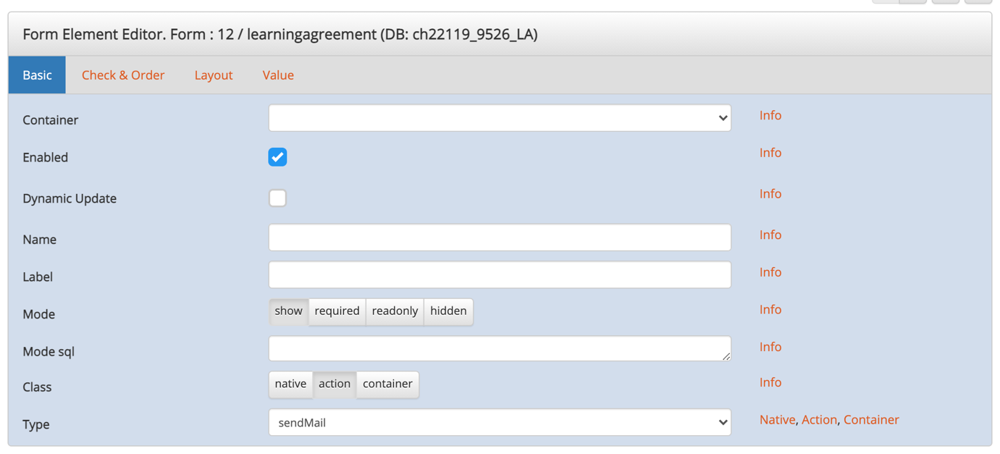 Form Element Editor. Form : 12 / learningagreement (DB: ch22119_9526_LA)
Basic Check & Order Layout Value
Container Info
Enabled Info
Dynamic Update Info
Name Info
Label Info
Mode show required readonly hidden Info
Mode sql Info
Class native action container Info
Type sendMail Native, Action, Container